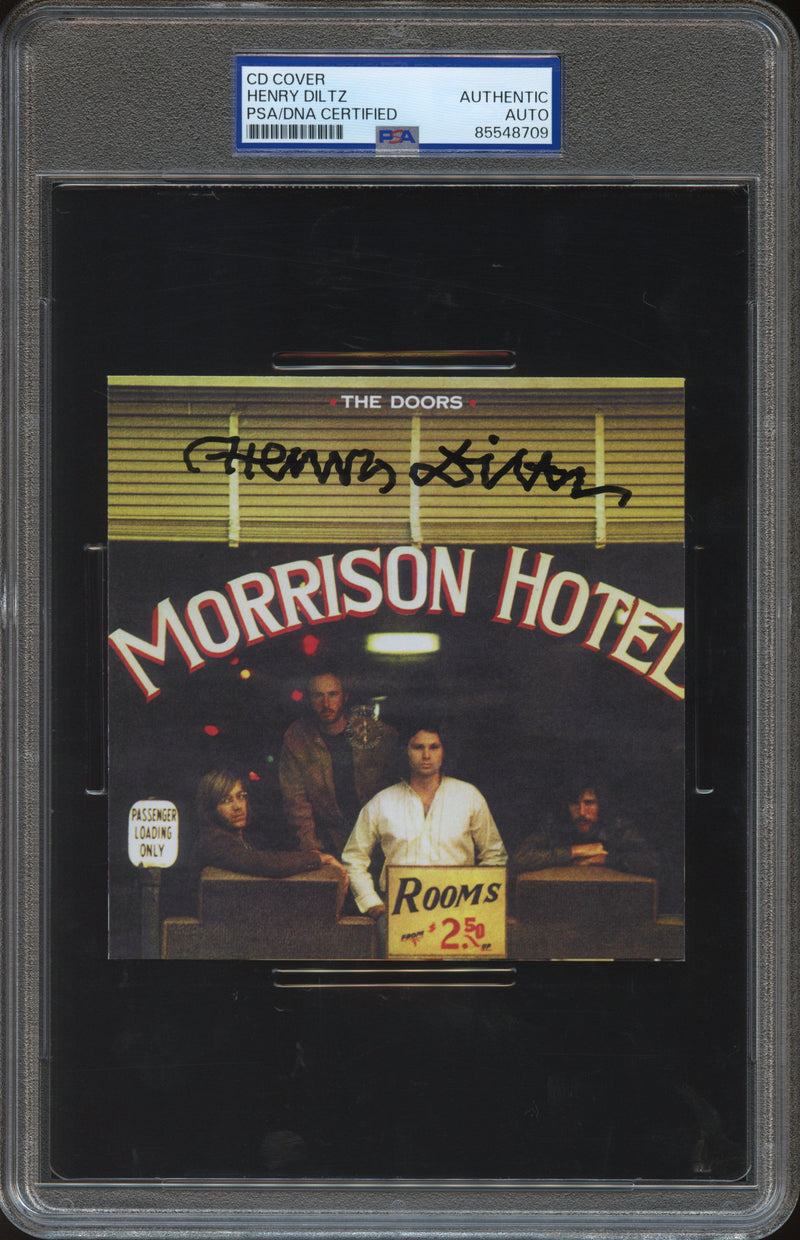 CD COVER
HENRY DILTZ
PSA/DNA CERTIFIED
AUTHENTIC
AUTO
85548709
PSA
THE DOORS
Henry Diltz
MORRISON HOTEL
PASSENGER
LOADING
ONLY
ROOMS
FROM $2.50 UP